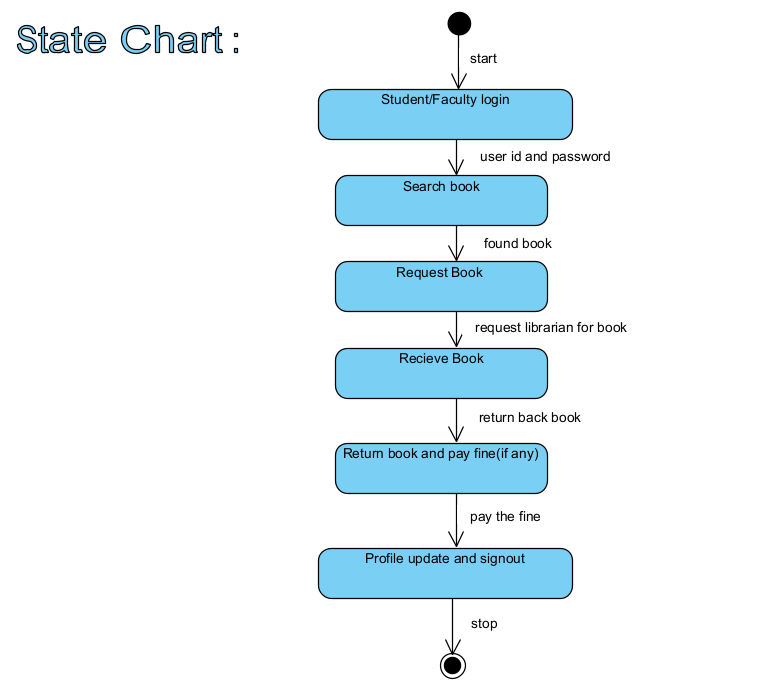 State Chart :
start
Student/Faculty login
user id and password
Search book
found book
Request Book
request librarian for book
Recieve Book
return back book
Return book and pay fine(if any)
pay the fine
Profile update and signout
stop